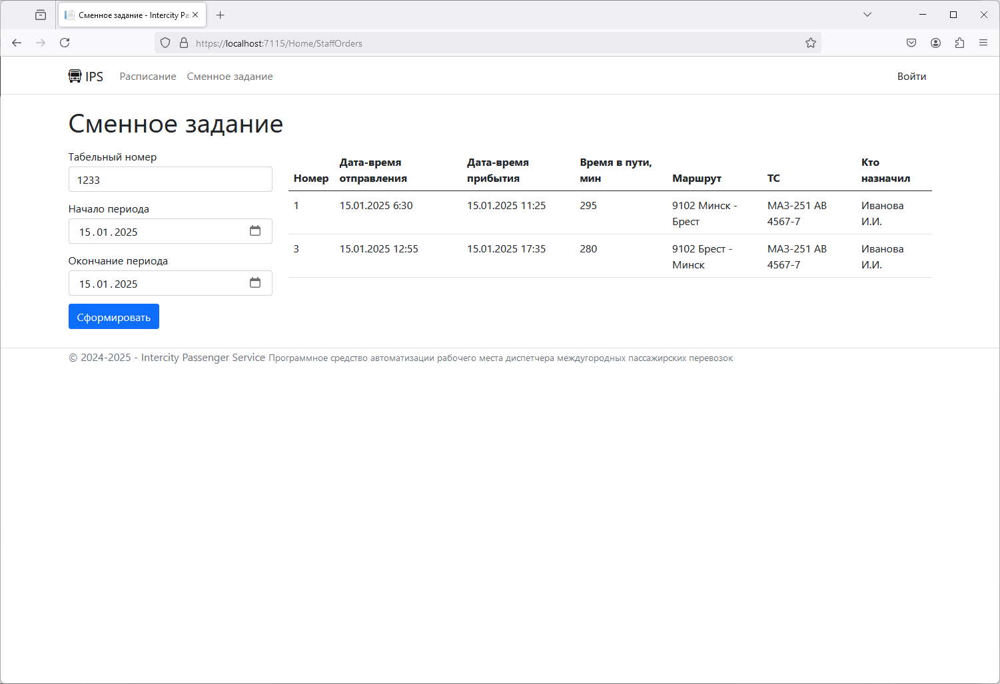 Сменное задание - Intercity Pa
https://localhost:7115/Home/StaffOrders
IPS Расписание Сменное задание Войти
Сменное задание
Табельный номер
1233
Начало периода
15.01.2025
Окончание периода
15.01.2025
Сформировать
Номер Дата-время отправления Дата-время прибытия Время в пути, мин Маршрут ТС Кто назначил
1 15.01.2025 6:30 15.01.2025 11:25 295 9102 Минск - Брест МАЗ-251 АВ 4567-7 Иванова И.И.
3 15.01.2025 12:55 15.01.2025 17:35 280 9102 Брест - Минск МАЗ-251 АВ 4567-7 Иванова И.И.
© 2024-2025 - Intercity Passenger Service Программное средство автоматизации рабочего места диспетчера междугородных пассажирских перевозок